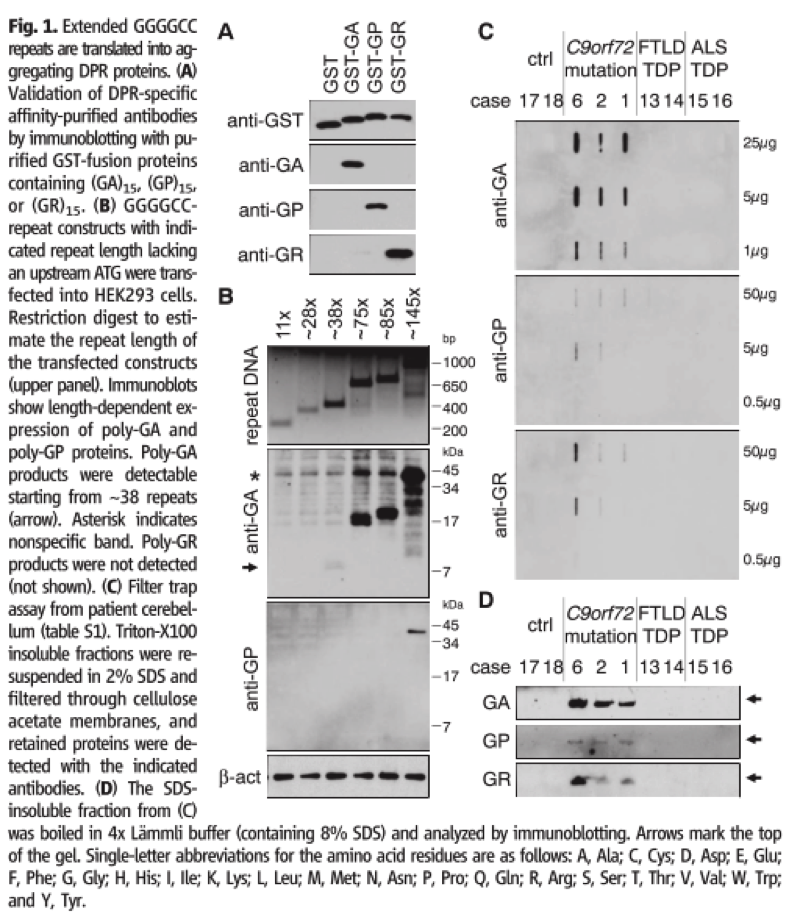 Fig. 1. Extended GGGGCC
repeats are translated into ag-
gregating DPR proteins. (A)
Validation of DPR-specific
affinity-purified antibodies
by immunoblotting with pu-
rified GST-fusion proteins
containing (GA)15, (GP)15,
or (GR)15. (B) GGGGCC-
repeat constructs with indi-
cated repeat length lacking
an upstream ATG were trans-
fected into HEK293 cells.
Restriction digest to esti-
mate the repeat length of
the transfected constructs
(upper panel). Immunoblots
show length-dependent ex-
pression of poly-GA and
poly-GP proteins. Poly-GA
products were detectable
starting from ~38 repeats
(arrow). Asterisk indicates
nonspecific band. Poly-GR
products were not detected
(not shown). (C) Filter trap
assay from patient cerebel-
lum (table S1). Triton-X100
insoluble fractions were re-
suspended in 2% SDS and
filtered through cellulose
acetate membranes, and
retained proteins were de-
tected with the indicated
antibodies. (D) The SDS-
insoluble fraction from (C)
was boiled in 4x Lämmli buffer (containing 8% SDS) and analyzed by immunoblotting. Arrows mark the top
of the gel. Single-letter abbreviations for the amino acid residues are as follows: A, Ala; C, Cys; D, Asp; E, Glu;
F, Phe; G, Gly; H, His; I, Ile; K, Lys; L, Leu; M, Met; N, Asn; P, Pro; Q, Gln; R, Arg; S, Ser; T, Thr; V, Val; W, Trp;
and Y, Tyr.
A
GST
GST-GA
GST-GP
GST-GR
anti-GST
anti-GA
anti-GP
anti-GR
B
11x
~28x
~38x
~75x
~85x
~145x
repeat DNA
bp
1000
650
400
200
anti-GA *
kDa
45
34
17
7
anti-GP
kDa
45
34
17
7
β-act
C
ctrl
C9orf72 mutation
FTLD TDP
ALS TDP
case 17 18 6 2 1 13 14 15 16
anti-GA
25µg
5µg
1µg
anti-GP
50µg
5µg
0.5µg
anti-GR
50µg
5µg
0.5µg
D
ctrl
C9orf72 mutation
FTLD TDP
ALS TDP
case 17 18 6 2 1 13 14 15 16
GA
GP
GR